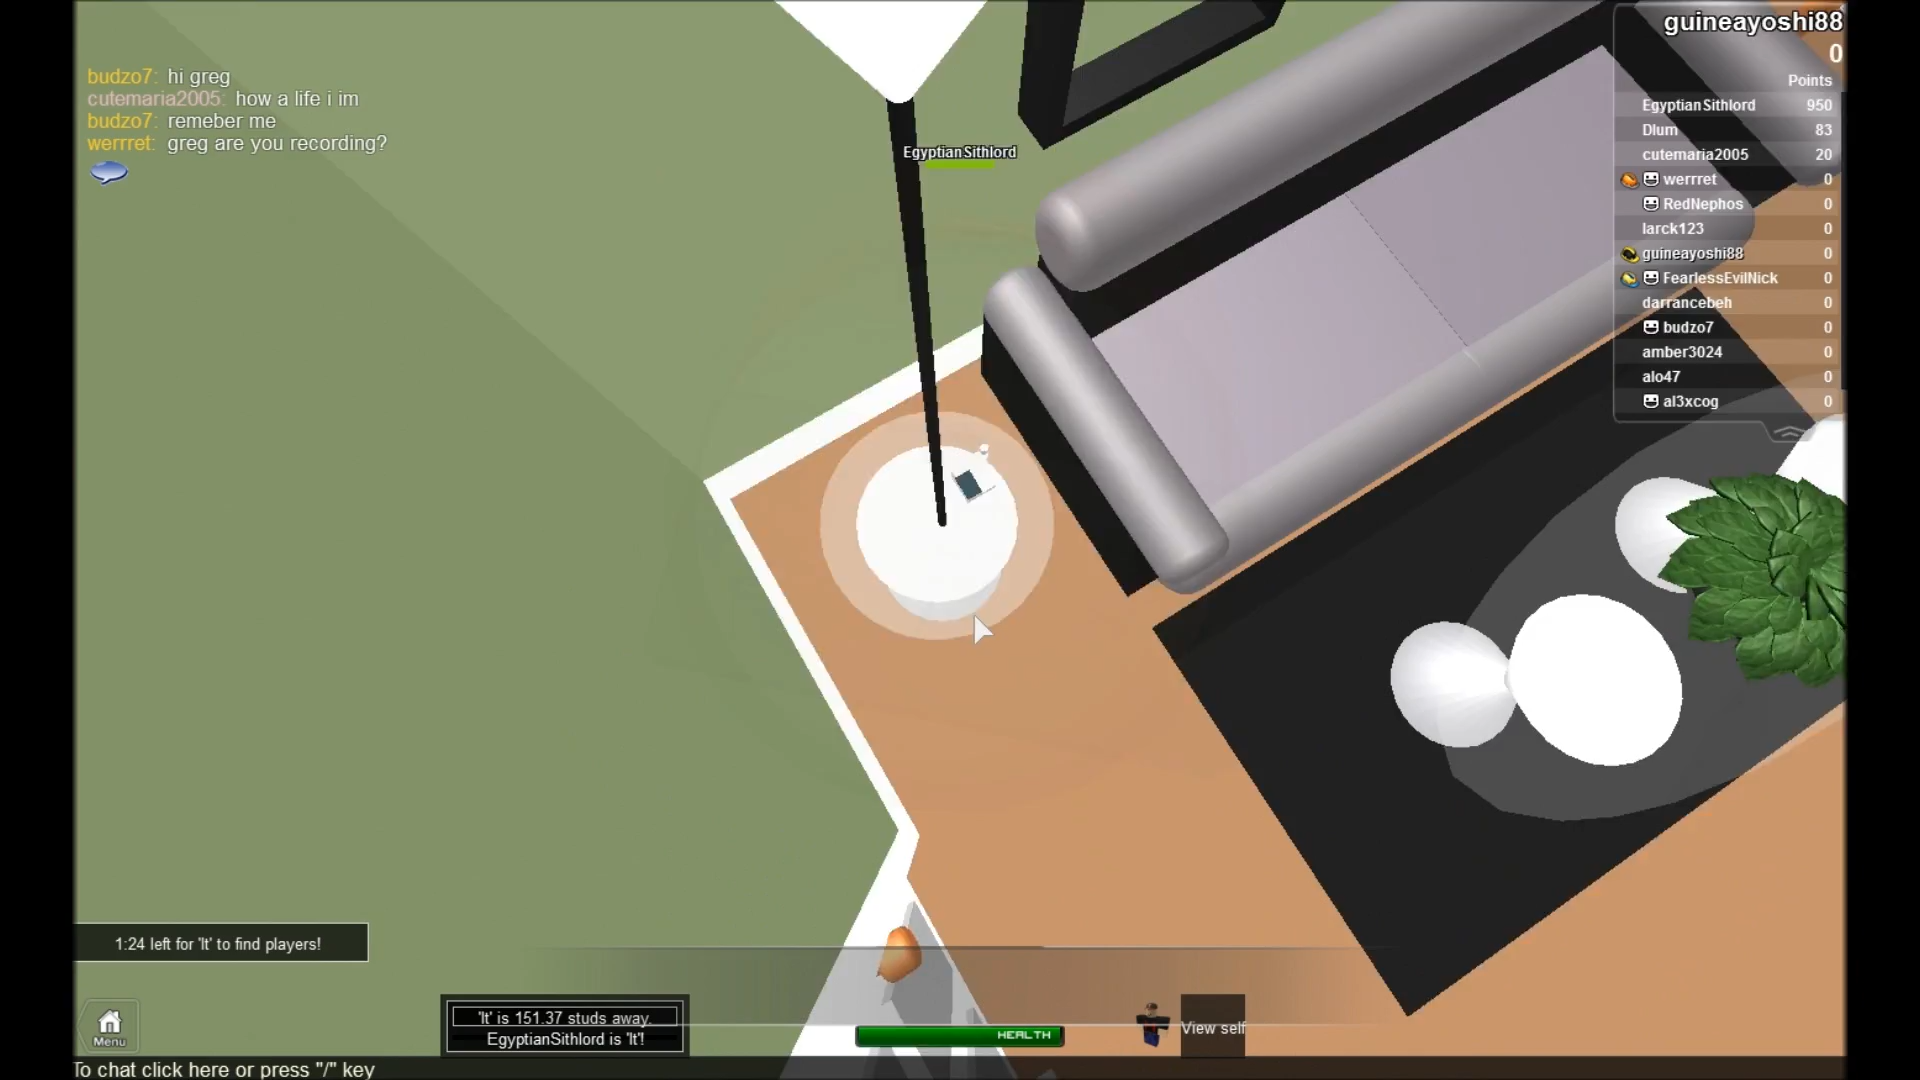 budzo7: hi greg
cutemaria2005: how a life i im
budzo7: remeber me
werrret: greg are you recording?
EgyptianSithlord
guineayoshi88
0
Points
EgyptianSithlord 950
Dlum 83
cutemaria2005 20
werrret 0
RedNephos 0
larck123 0
guineayoshi88 0
FearlessEvilNick 0
darrancebeh 0
budzo7 0
amber3024 0
alo47 0
al3xcog 0
1:24 left for 'It' to find players!
Menu
'It' is 151.37 studs away.
EgyptianSithlord is 'It'!
HEALTH
View self
To chat click here or press "/" key